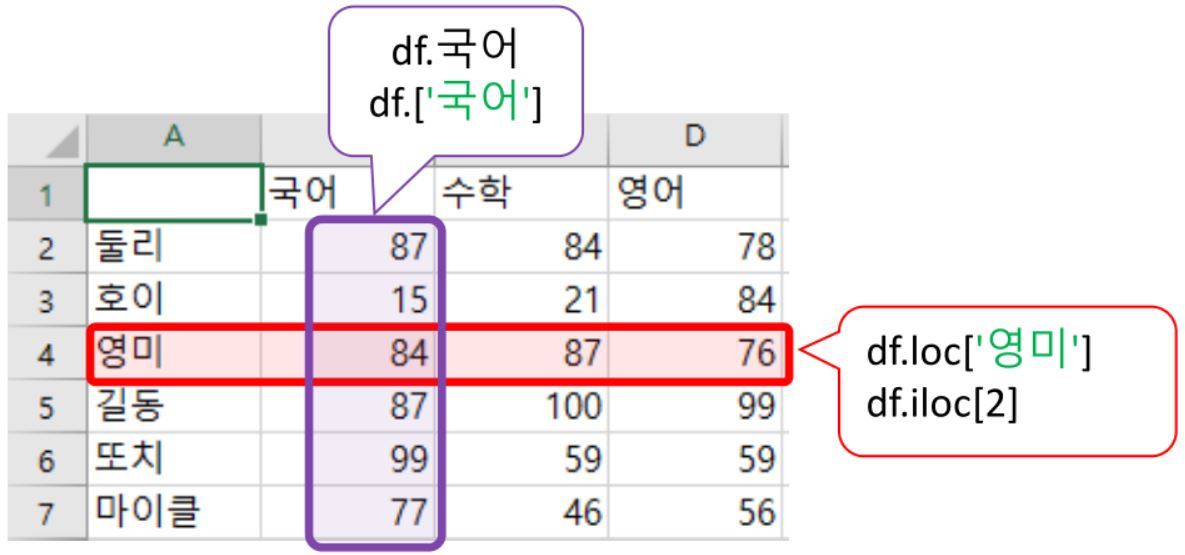 df.국어
df.['국어']
A D
1 국어 수학 영어
2 둘리 87 84 78
3 호이 15 21 84
4 영미 84 87 76
5 길동 87 100 99
6 또치 99 59 59
7 마이클 77 46 56
df.loc['영미']
df.iloc[2]